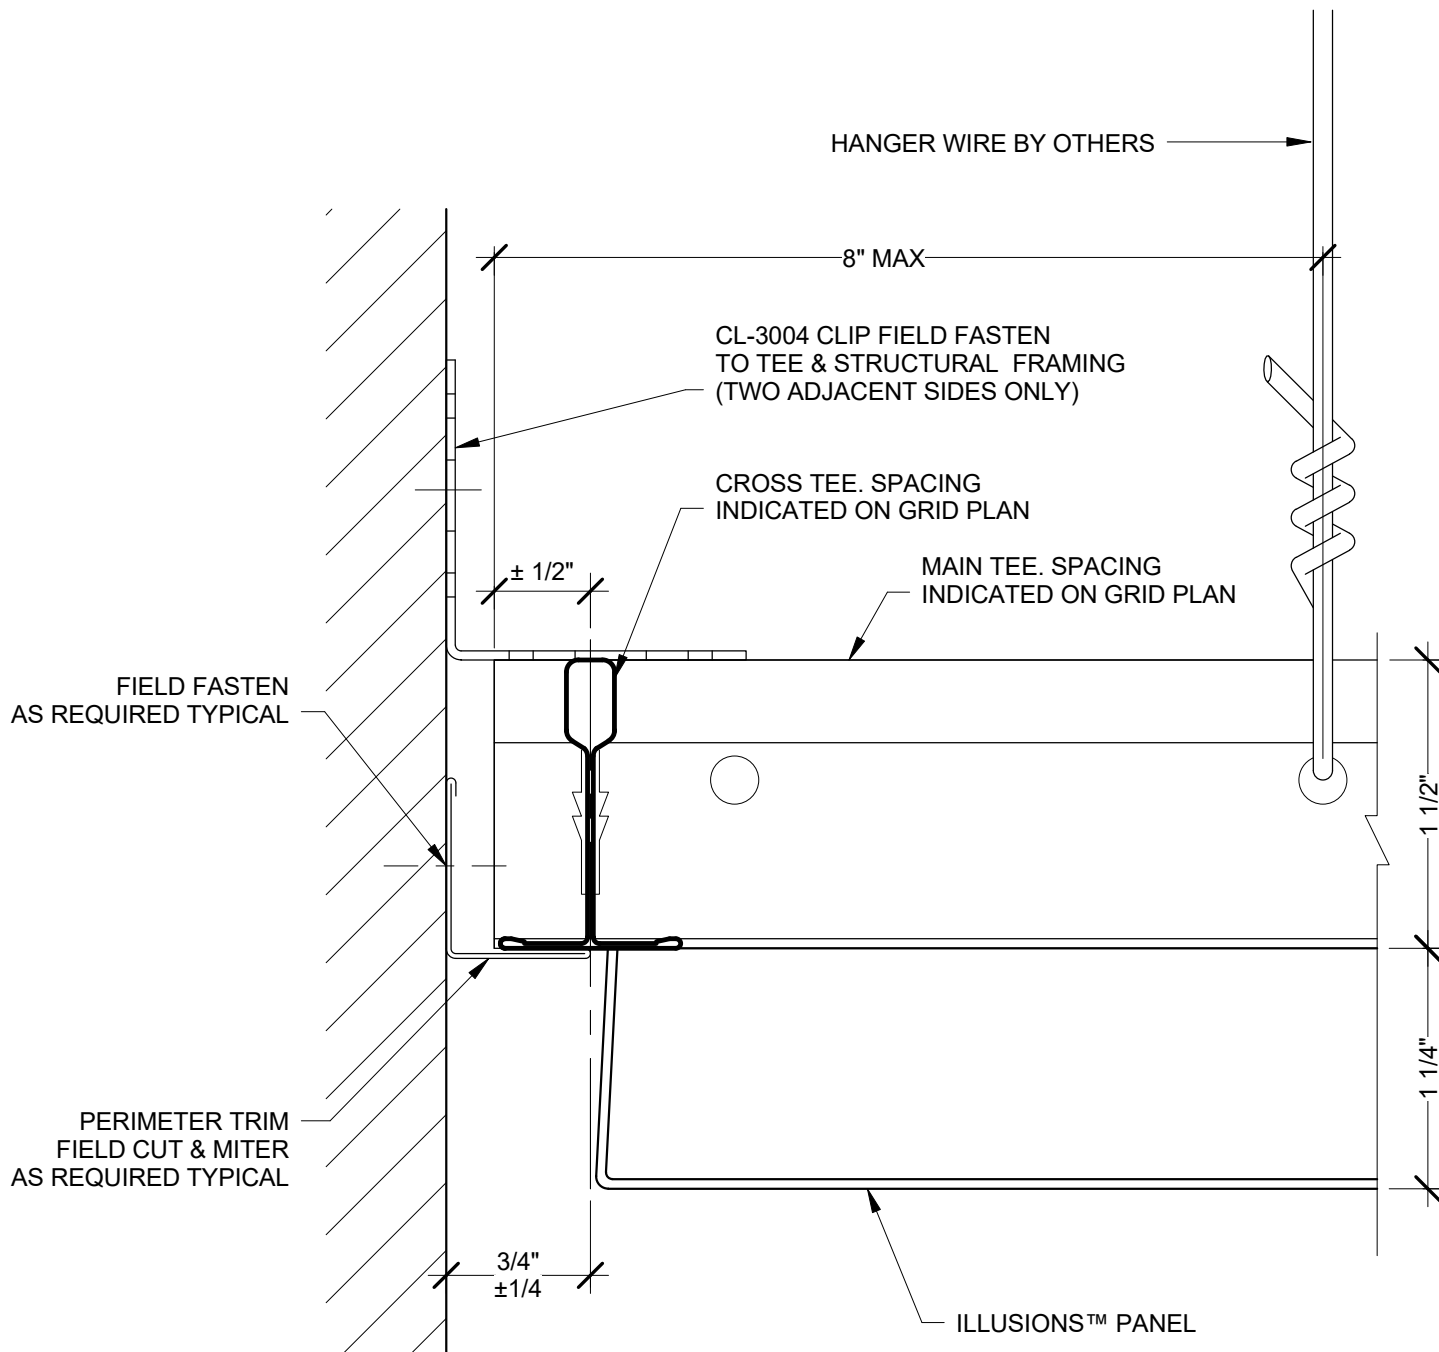 HANGER WIRE BY OTHERS
8" MAX
CL-3004 CLIP FIELD FASTEN
TO TEE & STRUCTURAL FRAMING
(TWO ADJACENT SIDES ONLY)
CROSS TEE. SPACING
INDICATED ON GRID PLAN
± 1/2"
MAIN TEE. SPACING
INDICATED ON GRID PLAN
FIELD FASTEN
AS REQUIRED TYPICAL
1 1/2"
1 1/4"
PERIMETER TRIM
FIELD CUT & MITER
AS REQUIRED TYPICAL
3/4"
±1/4
ILLUSIONS™ PANEL